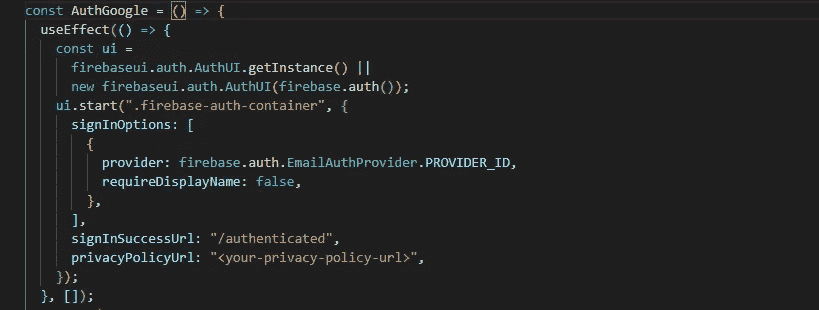 const AuthGoogle = () => {
useEffect(() => {
const ui =
firebaseui.auth.AuthUI.getInstance() ||
new firebaseui.auth.AuthUI(firebase.auth());
ui.start(".firebase-auth-container", {
signInOptions: [
{
provider: firebase.auth.EmailAuthProvider.PROVIDER_ID,
requireDisplayName: false,
},
],
signInSuccessUrl: "/authenticated",
privacyPolicyUrl: "<your-privacy-policy-url>",
});
}, []);